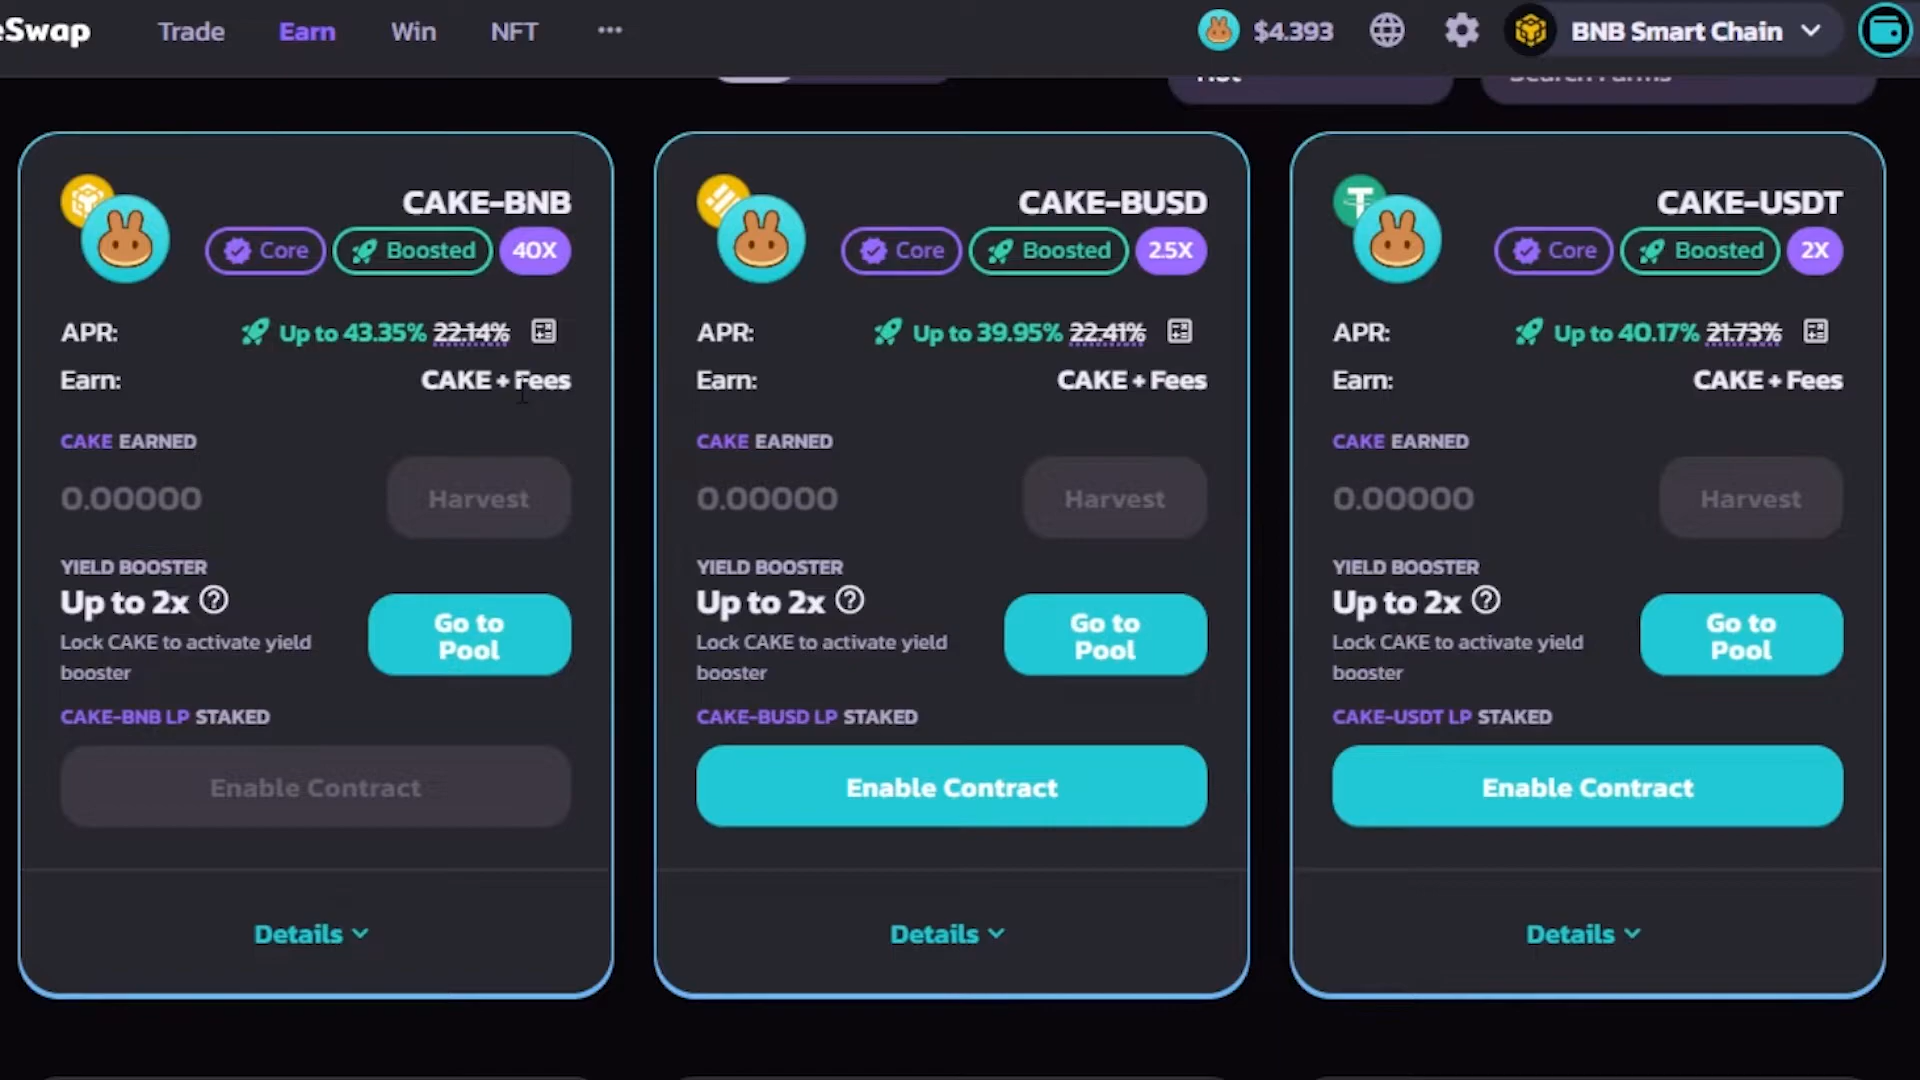 eSwap
Trade
Earn
Win
NFT
$4.393
BNB Smart Chain
Hot
Search Farms
CAKE-BNB
Core
Boosted
40X
APR:
Up to 43.35% 22.14%
Earn:
CAKE + Fees
CAKE EARNED
0.00000
Harvest
YIELD BOOSTER
Up to 2x
Lock CAKE to activate yield
booster
Go to
Pool
CAKE-BNB LP STAKED
Enable Contract
Details
CAKE-BUSD
Core
Boosted
2.5X
APR:
Up to 39.95% 22.41%
Earn:
CAKE + Fees
CAKE EARNED
0.00000
Harvest
YIELD BOOSTER
Up to 2x
Lock CAKE to activate yield
booster
Go to
Pool
CAKE-BUSD LP STAKED
Enable Contract
Details
CAKE-USDT
Core
Boosted
2X
APR:
Up to 40.17% 21.73%
Earn:
CAKE + Fees
CAKE EARNED
0.00000
Harvest
YIELD BOOSTER
Up to 2x
Lock CAKE to activate yield
booster
Go to
Pool
CAKE-USDT LP STAKED
Enable Contract
Details